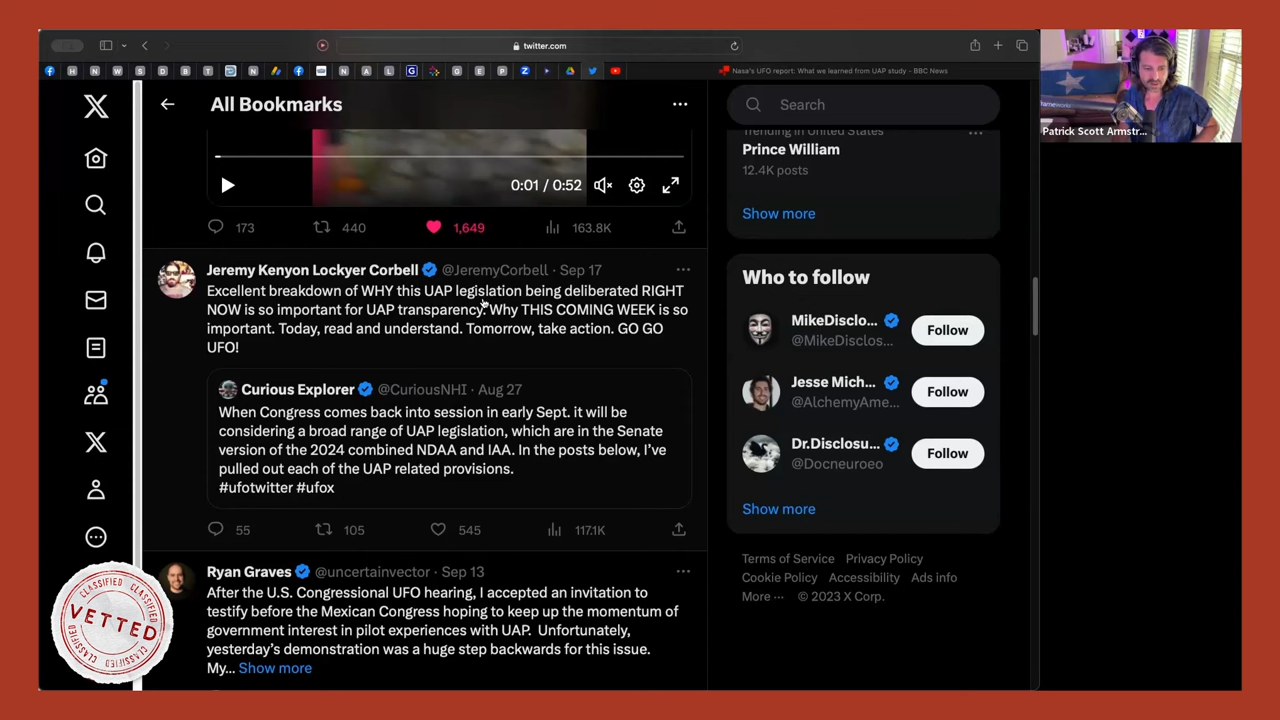 twitter.com
Nasa's UFO report: What we learned from UAP study - BBC News
Patrick Scott Armstr...
All Bookmarks
Search
Trending in United States
Prince William
12.4K posts
Show more
0:01 / 0:52
173
440
1,649
163.8K
Jeremy Kenyon Lockyer Corbell @JeremyCorbell · Sep 17
Excellent breakdown of WHY this UAP legislation being deliberated RIGHT
NOW is so important for UAP transparency. Why THIS COMING WEEK is so
important. Today, read and understand. Tomorrow, take action. GO GO
UFO!
Curious Explorer @CuriousNHI · Aug 27
When Congress comes back into session in early Sept. it will be
considering a broad range of UAP legislation, which are in the Senate
version of the 2024 combined NDAA and IAA. In the posts below, I've
pulled out each of the UAP related provisions.
#ufotwitter #ufox
55
105
545
117.1K
Ryan Graves @uncertainvector · Sep 13
After the U.S. Congressional UFO hearing, I accepted an invitation to
testify before the Mexican Congress hoping to keep up the momentum of
government interest in pilot experiences with UAP. Unfortunately,
yesterday's demonstration was a huge step backwards for this issue.
My... Show more
Who to follow
MikeDisclo...
@MikeDisclos...
Follow
Jesse Mich...
@AlchemyAme...
Follow
Dr.Disclosu...
@Docneuroeo
Follow
Show more
Terms of Service Privacy Policy
Cookie Policy Accessibility Ads info
More ··· © 2023 X Corp.
CLASSIFIED
CLASSIFIED
VETTED
CLASSIFIED
CLASSIFIED